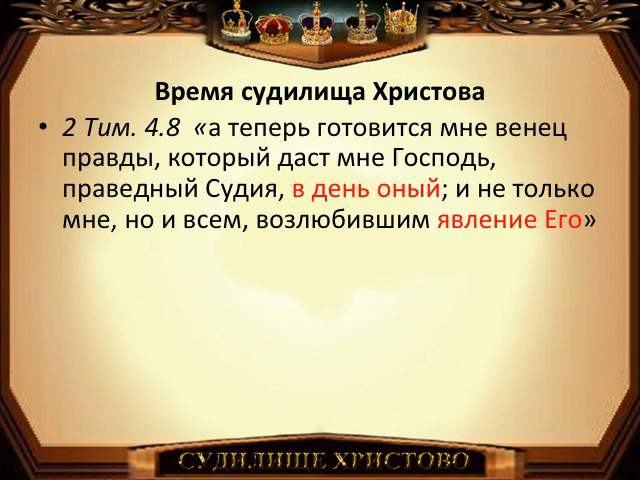 Время судилища Христова
• 2 Тим. 4.8 «а теперь готовится мне венец
правды, который даст мне Господь,
праведный Судия, в день оный; и не только
мне, но и всем, возлюбившим явление Его»
СУДИЛИЩЕ ХРИСТОВО